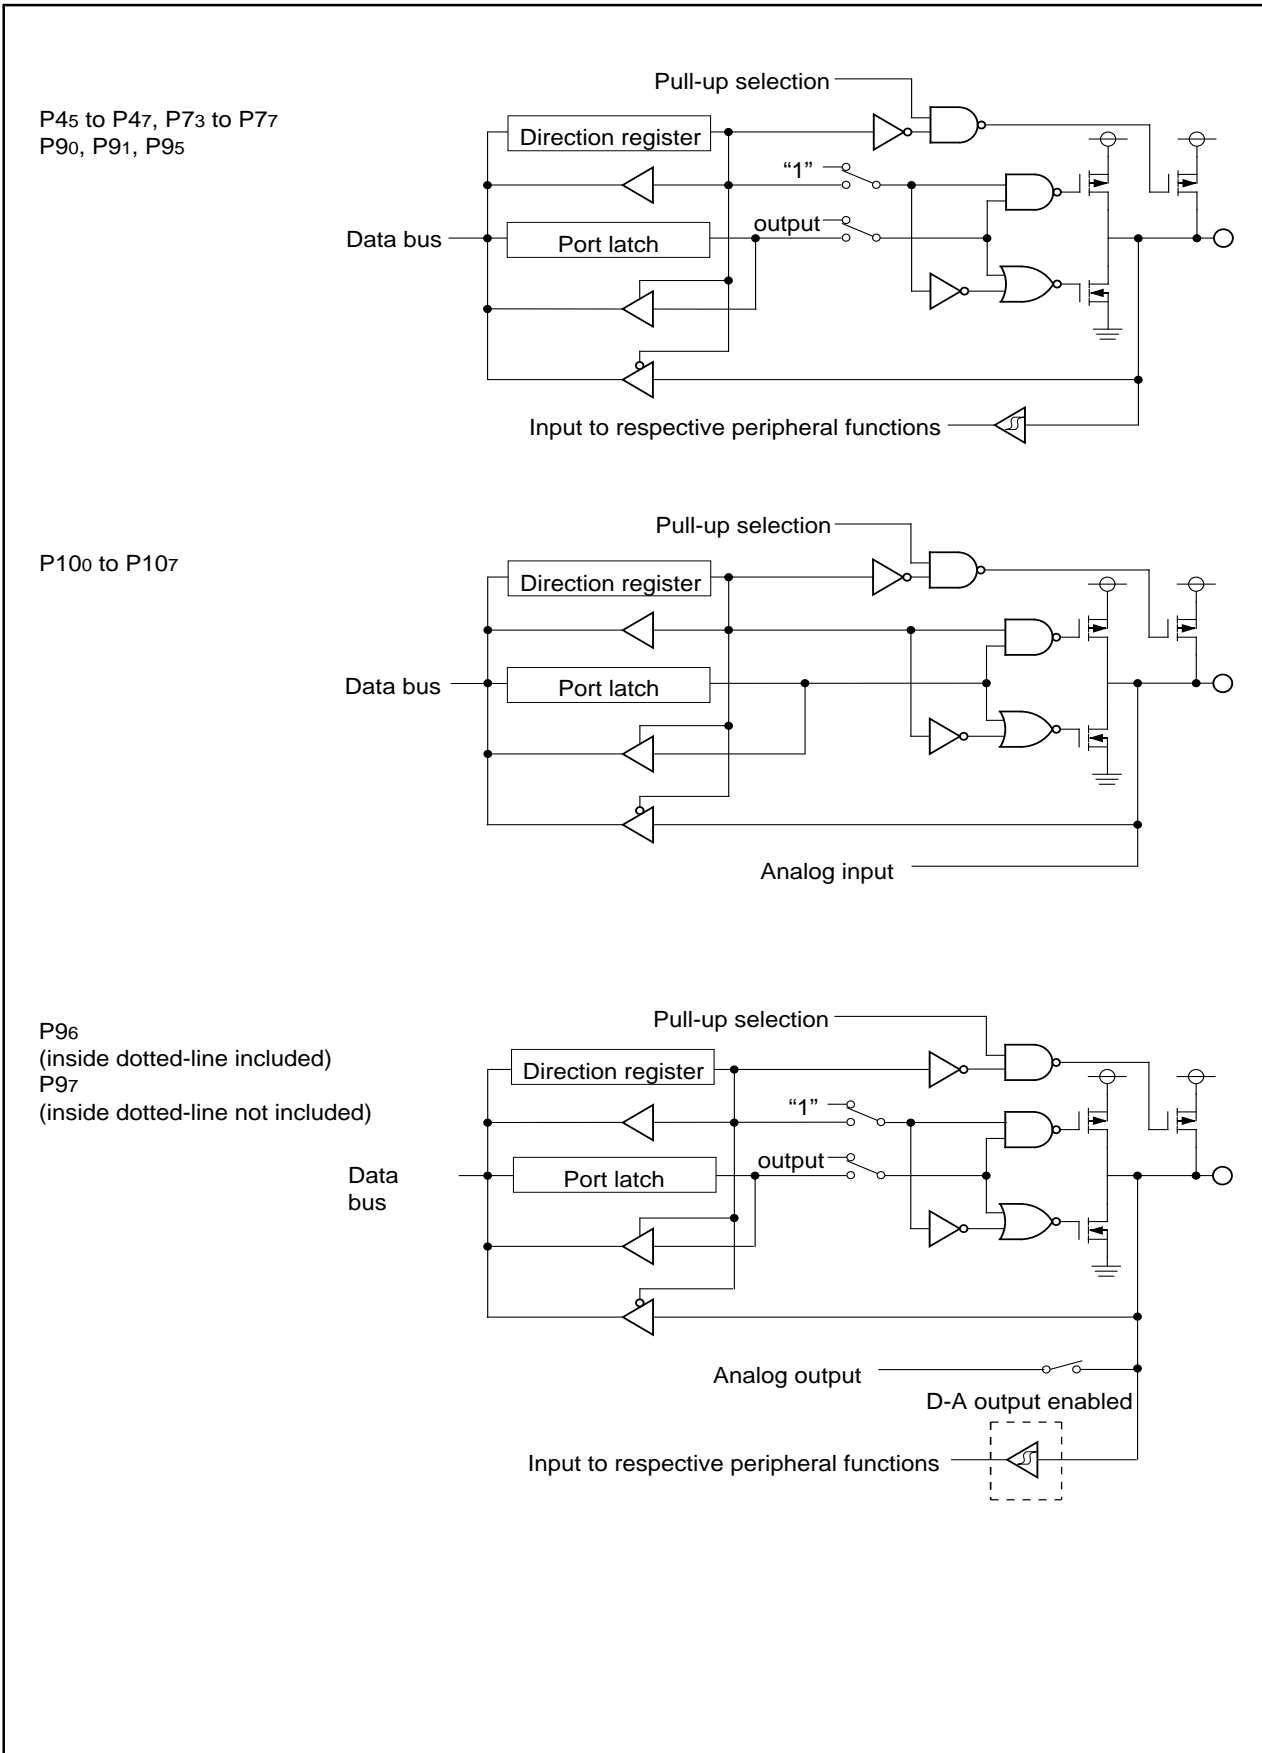 Pull-up selection
P45 to P47, P73 to P77
P90, P91, P95
Direction register
“1”
output
Data bus
Port latch
Input to respective peripheral functions
Pull-up selection
P100 to P107
Direction register
Data bus
Port latch
Analog input
P96
(inside dotted-line included)
P97
(inside dotted-line not included)
Pull-up selection
Direction register
“1”
output
Data
bus
Port latch
Analog output
D-A output enabled
Input to respective peripheral functions